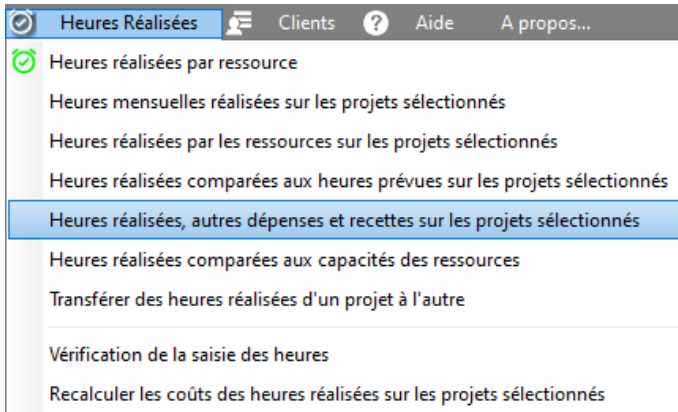 Heures Réalisées Clients ? Aide A propos...
Heures réalisées par ressource
Heures mensuelles réalisées sur les projets sélectionnés
Heures réalisées par les ressources sur les projets sélectionnés
Heures réalisées comparées aux heures prévues sur les projets sélectionnés
Heures réalisées, autres dépenses et recettes sur les projets sélectionnés
Heures réalisées comparées aux capacités des ressources
Transférer des heures réalisées d'un projet à l'autre
Vérification de la saisie des heures
Recalculer les coûts des heures réalisées sur les projets sélectionnés